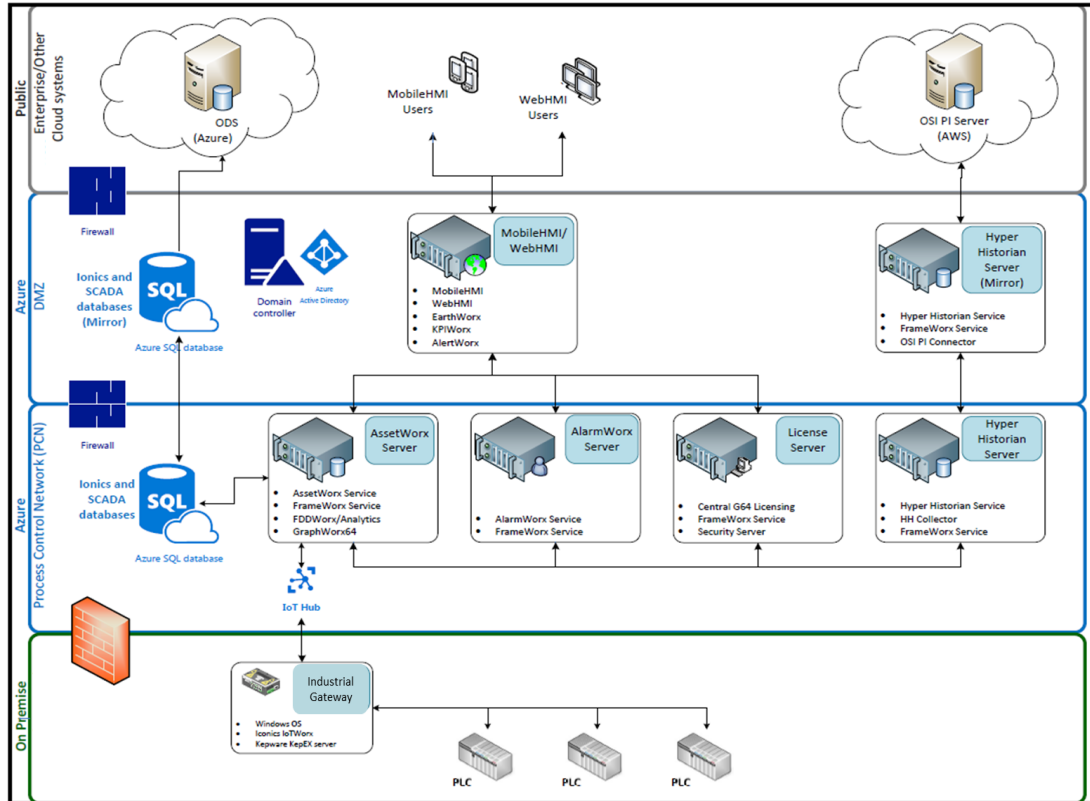 Public
Enterprise/Other
Cloud systems
ODS
(Azure)
MobileHMI
Users
WebHMI
Users
OSI PI Server
(AWS)
Firewall
Azure
DMZ
Ionics and
SCADA
databases
(Mirror)
SQL
Azure SQL database
Domain
controller
Azure
Active Directory
MobileHMI/
WebHMI
MobileHMI
WebHMI
EarthWorx
KPIWorx
AlertWorx
Hyper
Historian
Server
(Mirror)
Hyper Historian Service
FrameWorx Service
OSI PI Connector
Firewall
Azure
Process Control Network (PCN)
Ionics and
SCADA
databases
SQL
Azure SQL database
AssetWorx
Server
AssetWorx Service
FrameWorx Service
FDDWorx/Analytics
GraphWorx64
AlarmWorx
Server
AlarmWorx Service
FrameWorx Service
License
Server
Central G64 Licensing
FrameWorx Service
Security Server
Hyper
Historian
Server
Hyper Historian Service
HH Collector
FrameWorx Service
IoT Hub
On Premise
Industrial
Gateway
Windows OS
Iconics IoTWorx
Kepware KepEX server
PLC
PLC
PLC